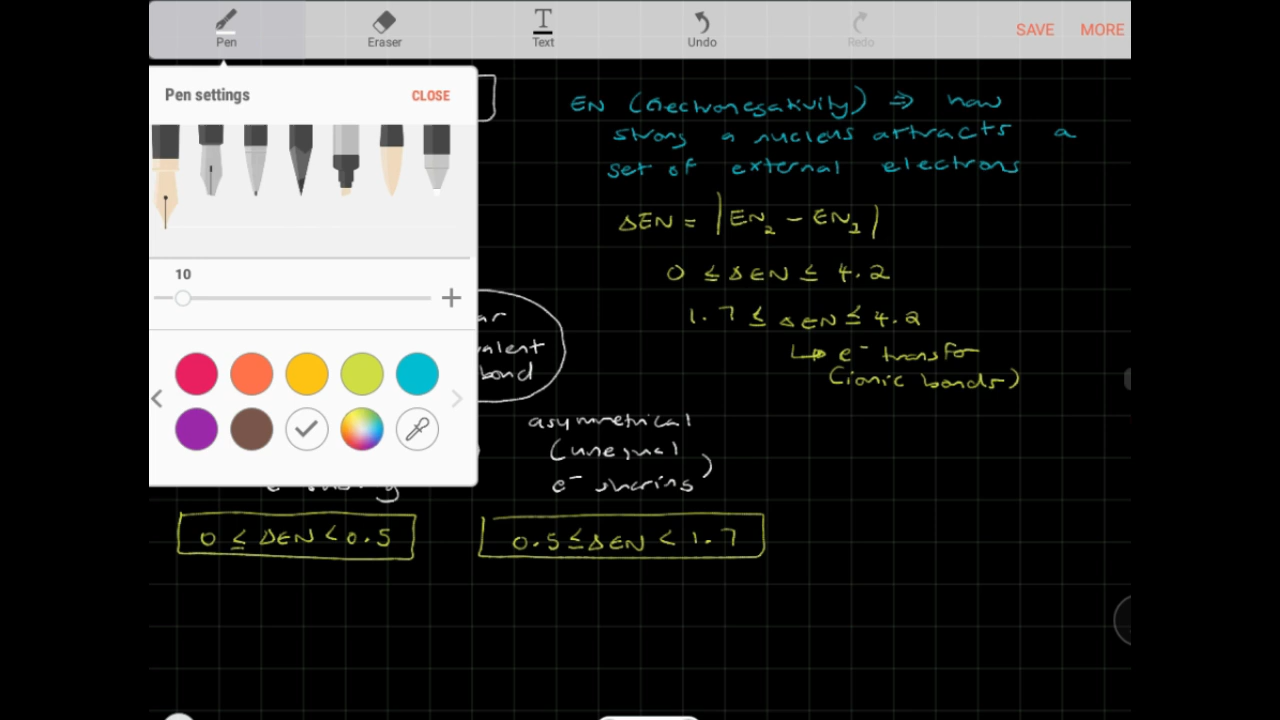 Pen
Eraser
Text
Undo
Redo
SAVE
MORE
Pen settings
CLOSE
10
EN (Electronegativity) ⇒ how
strong a nucleus attracts a
set of external electrons
ΔEN = |EN₂ - EN₁|
0 ≤ ΔEN ≤ 4.2
1.7 ≤ ΔEN ≤ 4.2
↳ e⁻ transfer
(ionic bonds)
bond
asymmetrical
(unequal
e⁻ sharing)
0 ≤ ΔEN < 0.5
0.5 ≤ ΔEN < 1.7